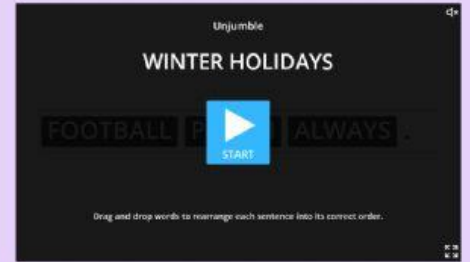 Unjumble
WINTER HOLIDAYS
FOOTBALL ALWAYS .
START
Drag and drop words to rearrange each sentence into its correct order.